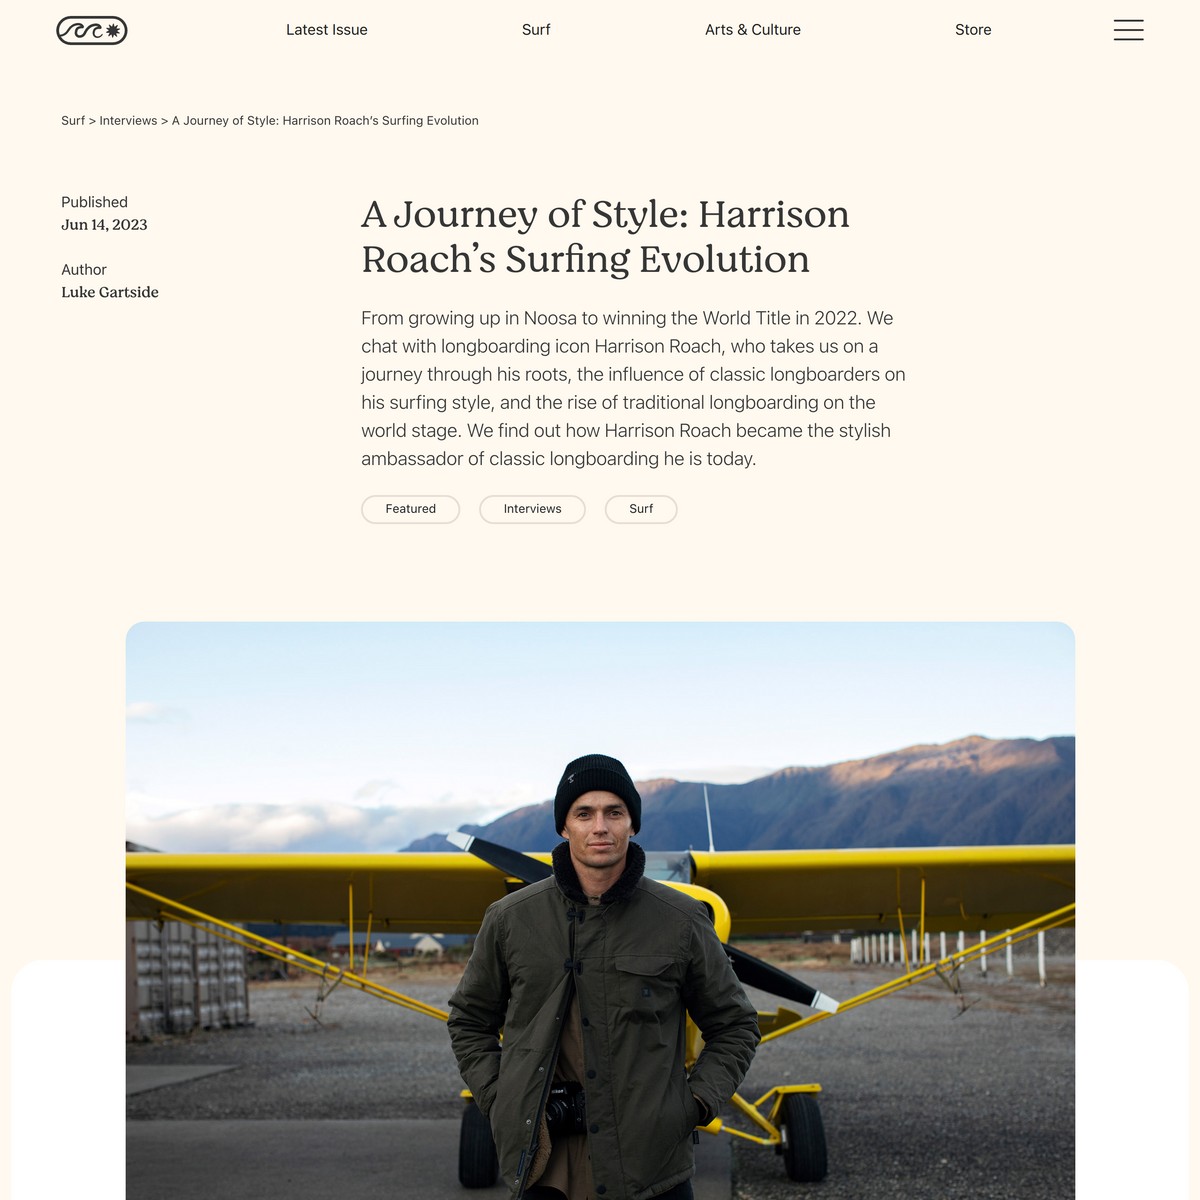 Latest Issue
Surf
Arts & Culture
Store
Surf > Interviews > A Journey of Style: Harrison Roach's Surfing Evolution
Published
Jun 14, 2023
Author
Luke Gartside
A Journey of Style: Harrison
Roach’s Surfing Evolution
From growing up in Noosa to winning the World Title in 2022. We
chat with longboarding icon Harrison Roach, who takes us on a
journey through his roots, the influence of classic longboarders on
his surfing style, and the rise of traditional longboarding on the
world stage. We find out how Harrison Roach became the stylish
ambassador of classic longboarding he is today.
Featured
Interviews
Surf